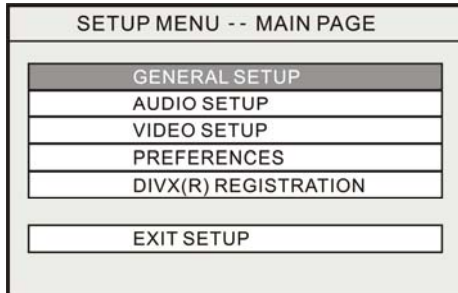 SETUP MENU -- MAIN PAGE
GENERAL SETUP
AUDIO SETUP
VIDEO SETUP
PREFERENCES
DIVX(R) REGISTRATION
EXIT SETUP